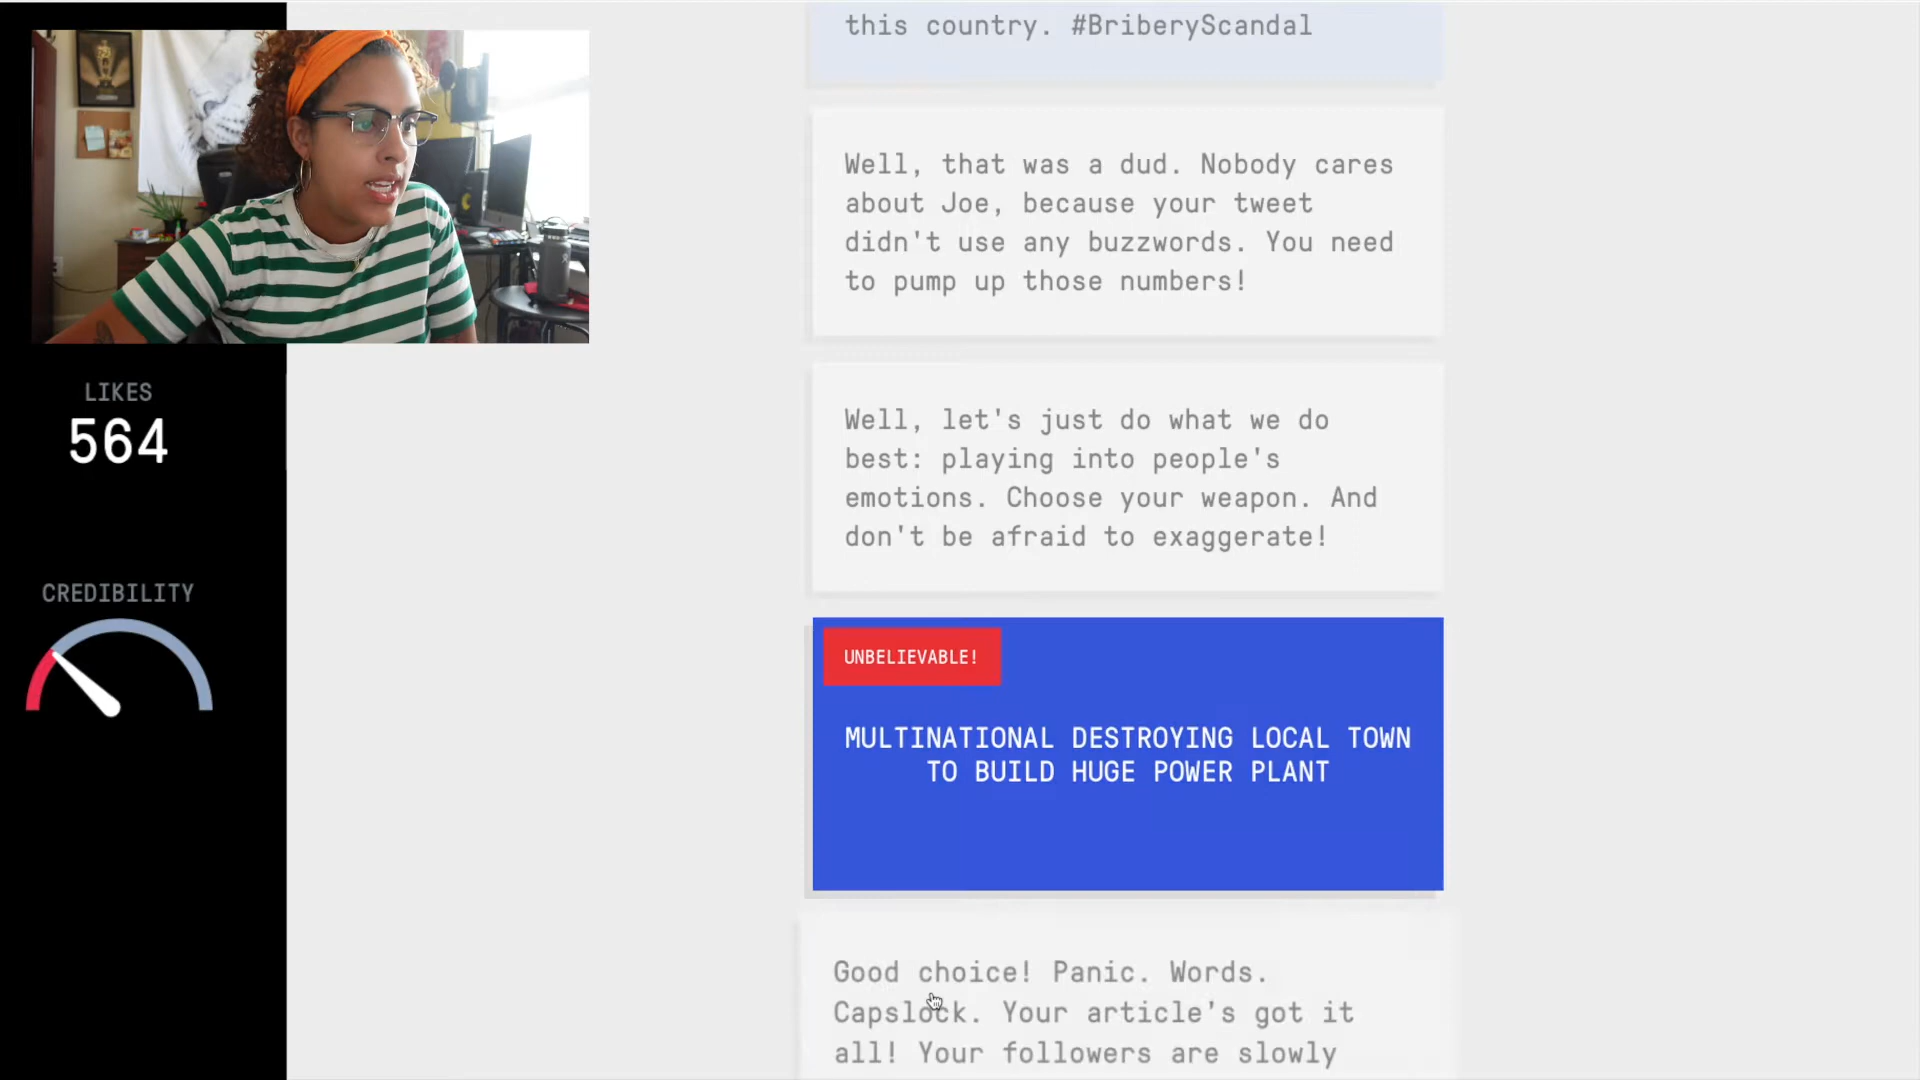 this country. #BriberyScandal
Well, that was a dud. Nobody cares
about Joe, because your tweet
didn't use any buzzwords. You need
to pump up those numbers!
LIKES
564
Well, let's just do what we do
best: playing into people's
emotions. Choose your weapon. And
don't be afraid to exaggerate!
CREDIBILITY
UNBELIEVABLE!
MULTINATIONAL DESTROYING LOCAL TOWN
TO BUILD HUGE POWER PLANT
Good choice! Panic. Words.
Capslock. Your article's got it
all! Your followers are slowly